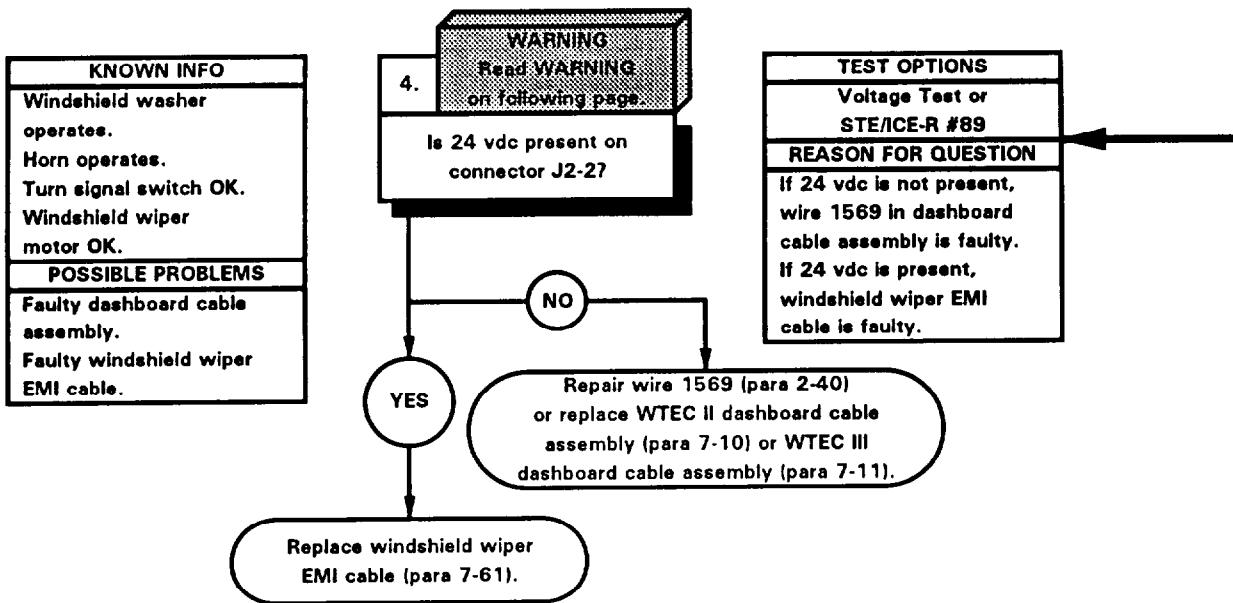 KNOWN INFO
Windshield washer
operates.
Horn operates.
Turn signal switch OK.
Windshield wiper
motor OK.
POSSIBLE PROBLEMS
Faulty dashboard cable
assembly.
Faulty windshield wiper
EMI cable.
4.
WARNING
Read WARNING
on following page.
Is 24 vdc present on
connector J2-2?
TEST OPTIONS
Voltage Test or
STE/ICE-R #89
REASON FOR QUESTION
If 24 vdc is not present,
wire 1569 in dashboard
cable assembly is faulty.
If 24 vdc is present,
windshield wiper EMI
cable is faulty.
NO
YES
Repair wire 1569 (para 2-40)
or replace WTEC II dashboard cable
assembly (para 7-10) or WTEC III
dashboard cable assembly (para 7-11).
Replace windshield wiper
EMI cable (para 7-61).